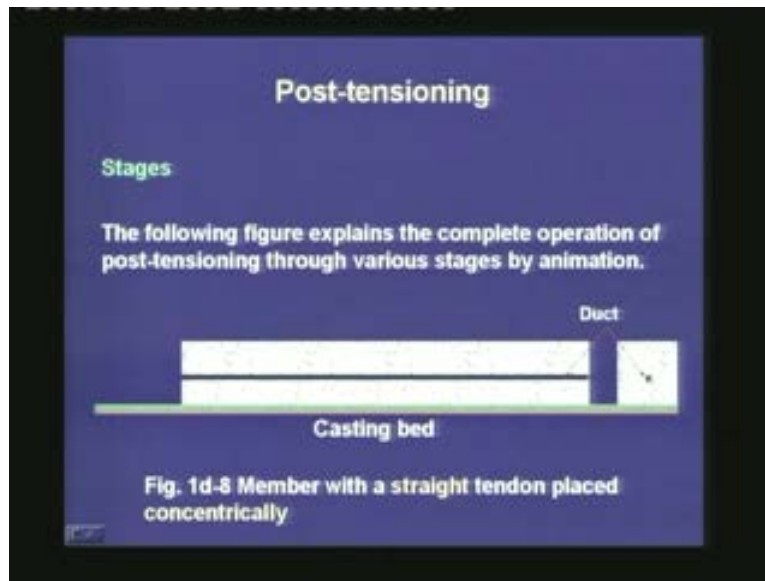 Post-tensioning
Stages
The following figure explains the complete operation of
post-tensioning through various stages by animation.
Duct
Casting bed
Fig. 1d-8 Member with a straight tendon placed
concentrically